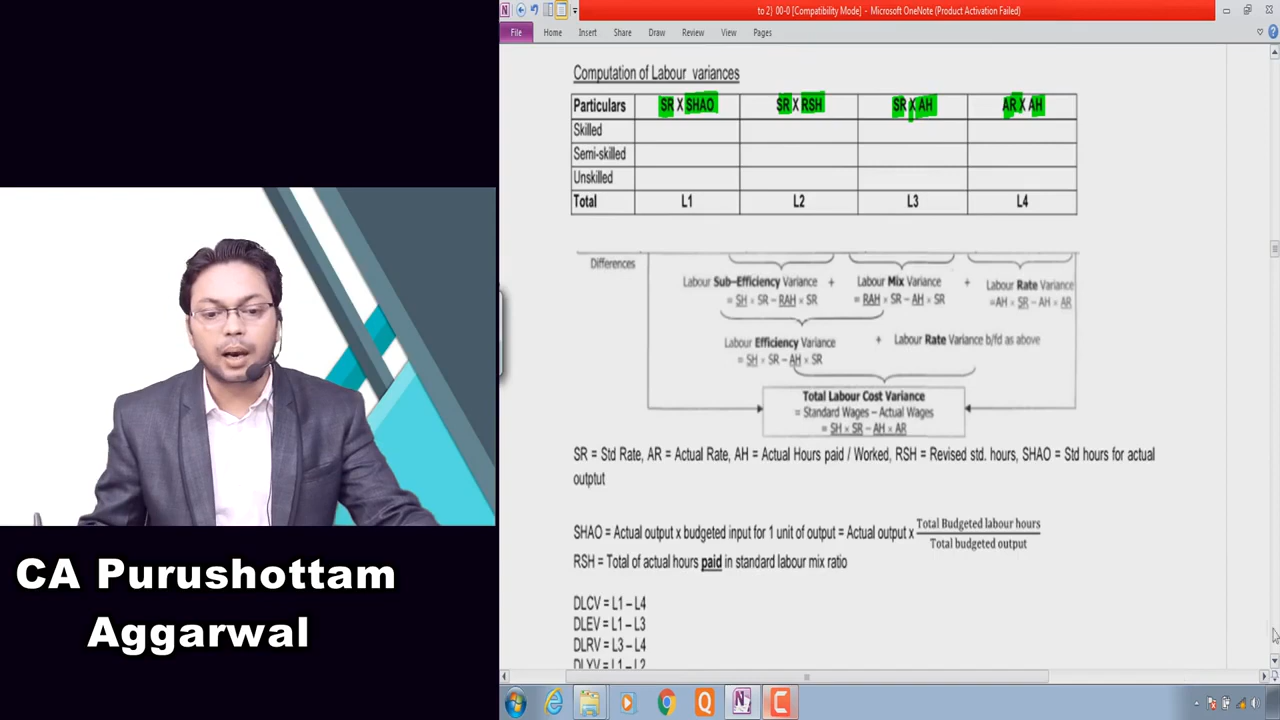 to 2) 00-0 [Compatibility Mode] - Microsoft OneNote (Product Activation Failed)
File Home Insert Share Draw Review View Pages
Computation of Labour variances
Particulars SR X SHAO SR X RSH SR X AH AR X AH
Skilled
Semi-skilled
Unskilled
Total L1 L2 L3 L4
Differences
Labour Sub-Efficiency Variance + Labour Mix Variance + Labour Rate Variance
= SH × SR – RAH × SR = RAH × SR – AH × SR =AH × SR – AH × AR
Labour Efficiency Variance + Labour Rate Variance b/fd as above
= SH × SR – AH × SR
Total Labour Cost Variance
= Standard Wages – Actual Wages
= SH × SR – AH × AR
SR = Std Rate, AR = Actual Rate, AH = Actual Hours paid / Worked, RSH = Revised std. hours, SHAO = Std hours for actual
outptut
SHAO = Actual output x budgeted input for 1 unit of output = Actual output x Total Budgeted labour hours
Total budgeted output
RSH = Total of actual hours paid in standard labour mix ratio
DLCV = L1 – L4
DLEV = L1 – L3
DLRV = L3 – L4
DLYV = L1 – L2
CA Purushottam
Aggarwal